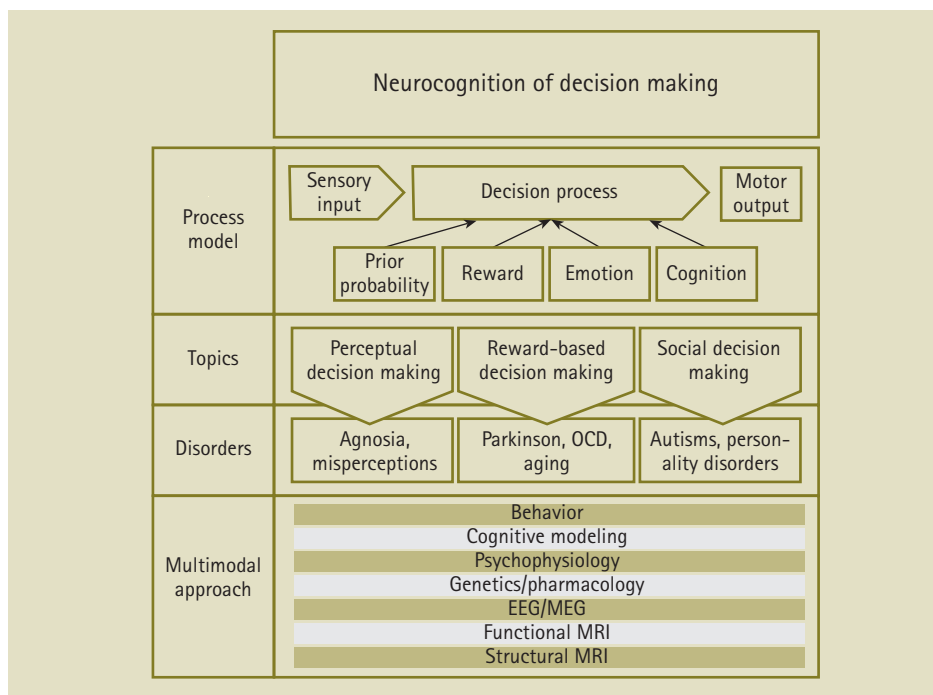 Neurocognition of decision making
Process
model
Sensory
input
Decision process
Motor
output
Prior
probability
Reward
Emotion
Cognition
Topics
Perceptual
decision making
Reward-based
decision making
Social decision
making
Disorders
Agnosia,
misperceptions
Parkinson, OCD,
aging
Autisms, person-
ality disorders
Multimodal
approach
Behavior
Cognitive modeling
Psychophysiology
Genetics/pharmacology
EEG/MEG
Functional MRI
Structural MRI